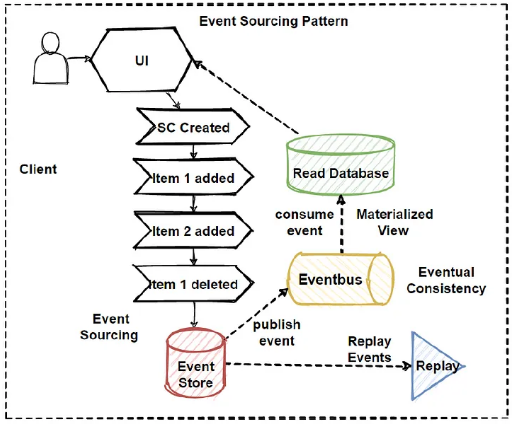 Event Sourcing Pattern
UI
SC Created
Client
Item 1 added
Read Database
Item 2 added
consume
event
Materialized
View
Item 1 deleted
Eventbus
Eventual
Consistency
Event
Sourcing
publish
event
Event
Store
Replay
Events
Replay